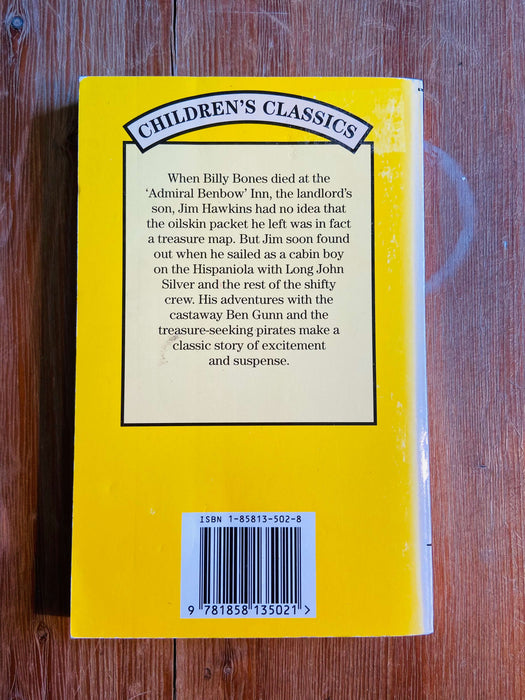 CHILDREN'S CLASSICS
When Billy Bones died at the
'Admiral Benbow' Inn, the landlord's
son, Jim Hawkins had no idea that
the oilskin packet he left was in fact
a treasure map. But Jim soon found
out when he sailed as a cabin boy
on the Hispaniola with Long John
Silver and the rest of the shifty
crew. His adventures with the
castaway Ben Gunn and the
treasure-seeking pirates make a
classic story of excitement
and suspense.
ISBN 1-85813-502-8
9 781858 135021 >